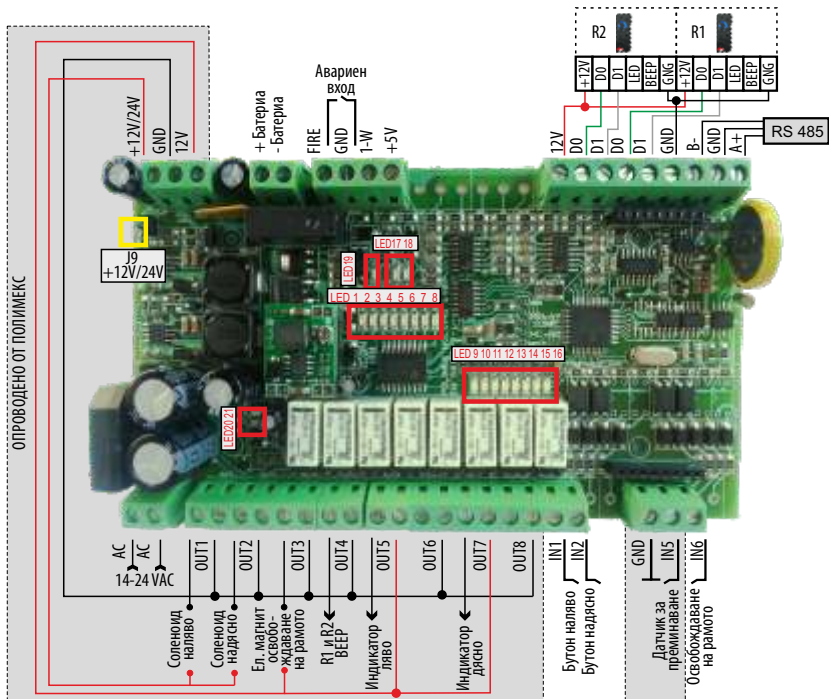 R2
R1
+12V
D0
D1
LED
BEEP
GNG
+12V
D0
D1
LED
BEEP
GNG
Авариен
вход
+12V/24V
GND
12V
+ Батериа
- Батериа
FIRE
GND
1-W
+5V
12V
D0
D1
D0
D1
GND
B-
GND
A+
RS 485
J9
+12V/24V
LED19
LED17 18
LED 1 2 3 4 5 6 7 8
LED 9 10 11 12 13 14 15 16
LED20 21
ОПРОВОДЕНО ОТ ПОЛИМЕКС
AC
AC
14-24 VAC
OUT1
OUT2
OUT3
OUT4
OUT5
OUT6
OUT7
OUT8
IN1
IN2
GND
IN5
IN6
Соленоид
наляво
Соленоид
надясно
Ел. магнит
освобо-
ждаване
на рамото
R1 и R2
BEEP
Индикатор
ляво
Индикатор
дясно
Бутон наляво
Бутон надясно
Датчик за
преминаване
Освобождаване
на рамото